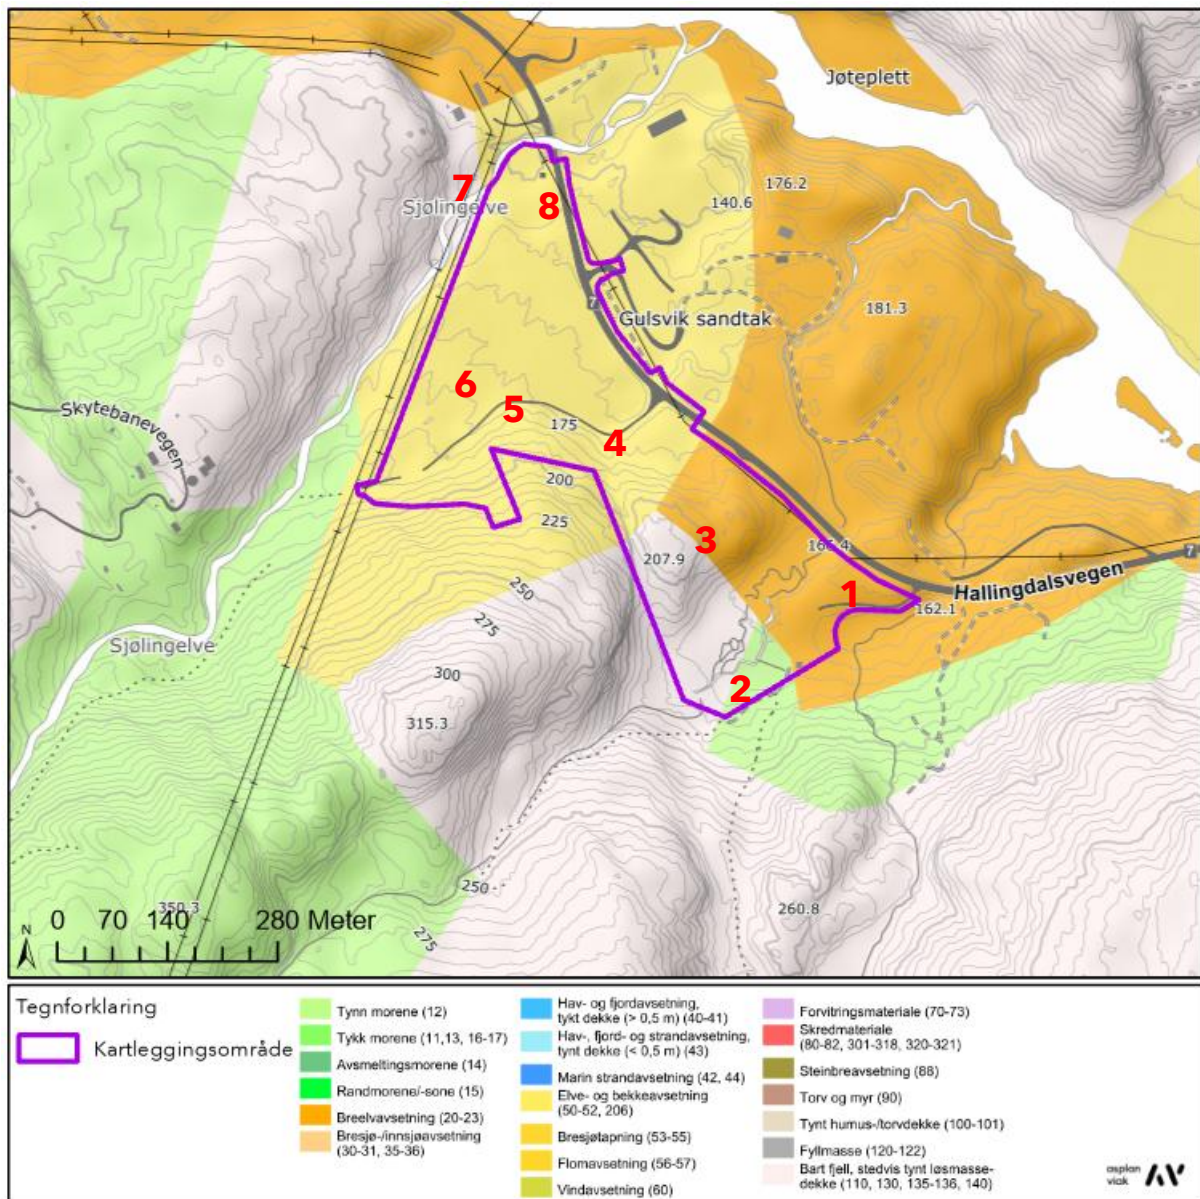 Jøteplett
176.2
7
Sjølingelve
8
140.6
181.3
7
Gulsvik sandtak
6
5
Skytebanevegen
175
4
200
225
3
166.4
207.9
1
7
Hallingdalsvegen
162.1
250
275
Sjølingelve
300
2
315.3
250
350.3
260.8
275
N
0 70 140 280 Meter
Tegnforklaring
Kartleggingsområde
Tynn morene (12)
Tykk morene (11,13, 16-17)
Avsmeltingsmorene (14)
Randmorene/-sone (15)
Breelvavsetning (20-23)
Bresjø-/innsjøavsetning
(30-31, 35-36)
Hav- og fjordavsetning,
tykt dekke (> 0,5 m) (40-41)
Hav-, fjord- og strandavsetning,
tynt dekke (< 0,5 m) (43)
Marin strandavsetning (42, 44)
Elve- og bekkeavsetning
(50-52, 206)
Bresjøtapning (53-55)
Flomavsetning (56-57)
Vindavsetning (60)
Forvitringsmateriale (70-73)
Skredmateriale
(80-82, 301-318, 320-321)
Steinbreavsetning (88)
Torv og myr (90)
Tynt humus-/torvdekke (100-101)
Fyllmasse (120-122)
Bart fjell, stedvis tynt løsmasse-
dekke (110, 130, 135-136, 140)
asplan
viak